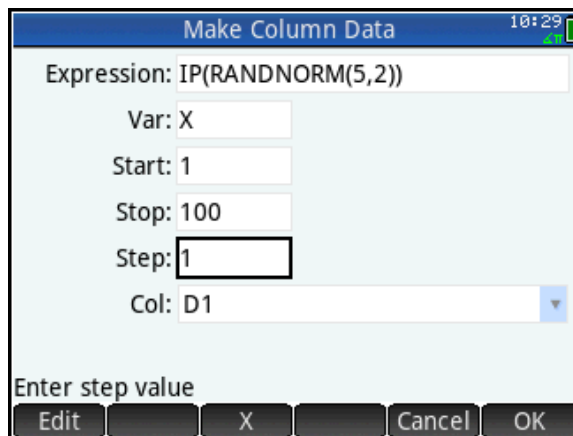 Make Column Data 10:29
∡π
Expression: IP(RANDNORM(5,2))
Var: X
Start: 1
Stop: 100
Step: 1
Col: D1
Enter step value
Edit X Cancel OK